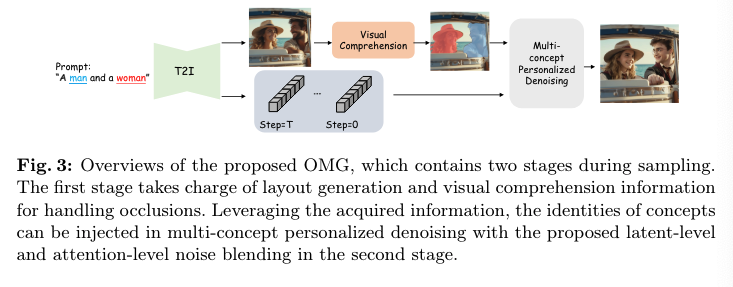 Prompt:
"A man and a woman"
T2I
Visual
Comprehension
...
Step=T
Step=0
Multi-
concept
Personalized
Denoising
Fig. 3: Overviews of the proposed OMG, which contains two stages during sampling.
The first stage takes charge of layout generation and visual comprehension information
for handling occlusions. Leveraging the acquired information, the identities of concepts
can be injected in multi-concept personalized denoising with the proposed latent-level
and attention-level noise blending in the second stage.